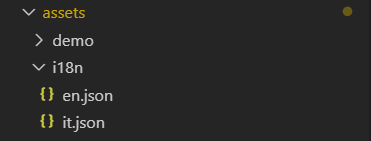 assets
demo
i18n
{} en.json
{} it.json